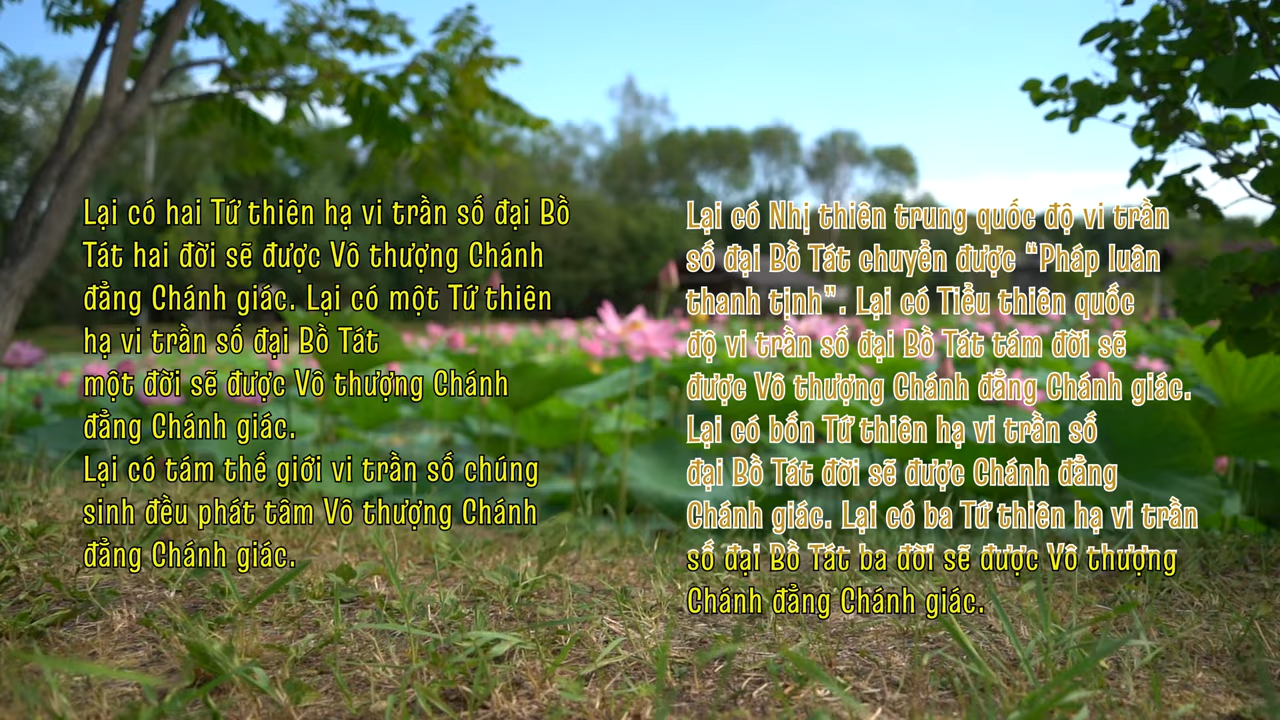 Lại có hai Tứ thiên hạ vi trần số đại Bồ
Tát hai đời sẽ được Vô thượng Chánh
đẳng Chánh giác. Lại có một Tứ thiên
hạ vi trần số đại Bồ Tát
một đời sẽ được Vô thượng Chánh
đẳng Chánh giác.
Lại có tám thế giới vi trần số chúng
sinh đều phát tâm Vô thượng Chánh
đẳng Chánh giác.
Lại có Nhị thiên trung quốc độ vi trần
số đại Bồ Tát chuyển được “Pháp luân
thanh tịnh” . Lại có Tiểu thiên quốc
độ vi trần số đại Bồ Tát tám đời sẽ
được Vô thượng Chánh đẳng Chánh giác.
Lại có bốn Tứ thiên hạ vi trần số
đại Bồ Tát đời sẽ được Chánh đẳng
Chánh giác. Lại có ba Tứ thiên hạ vi trần
số đại Bồ Tát ba đời sẽ được Vô thượng
Chánh đẳng Chánh giác.